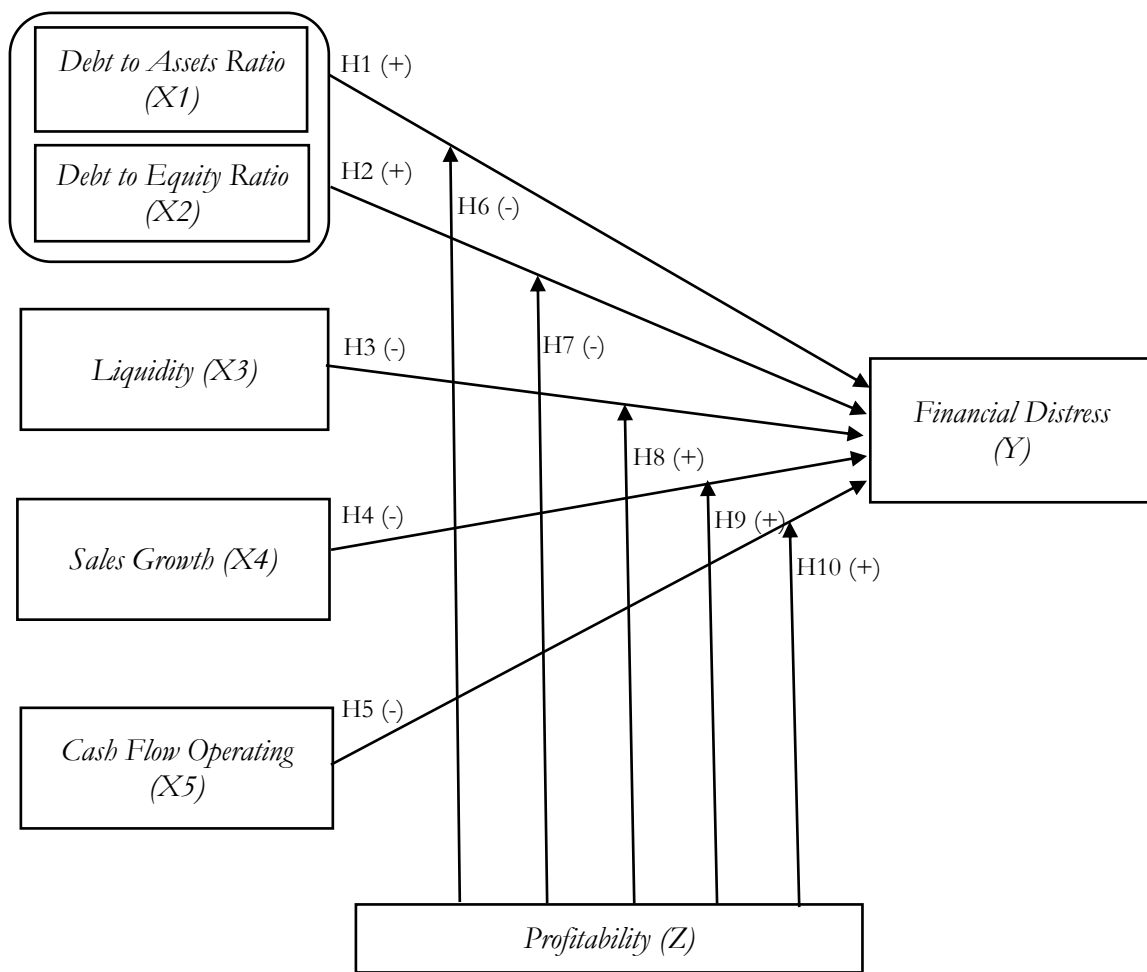 Debt to Assets Ratio
(X1)
H1 (+)
Debt to Equity Ratio
(X2)
H2 (+)
H6 (-)
Liquidity (X3)
H3 (-)
H7 (-)
Financial Distress
(Y)
H8 (+)
Sales Growth (X4)
H4 (-)
H9 (+)
H10 (+)
Cash Flow Operating
(X5)
H5 (-)
Profitability (Z)